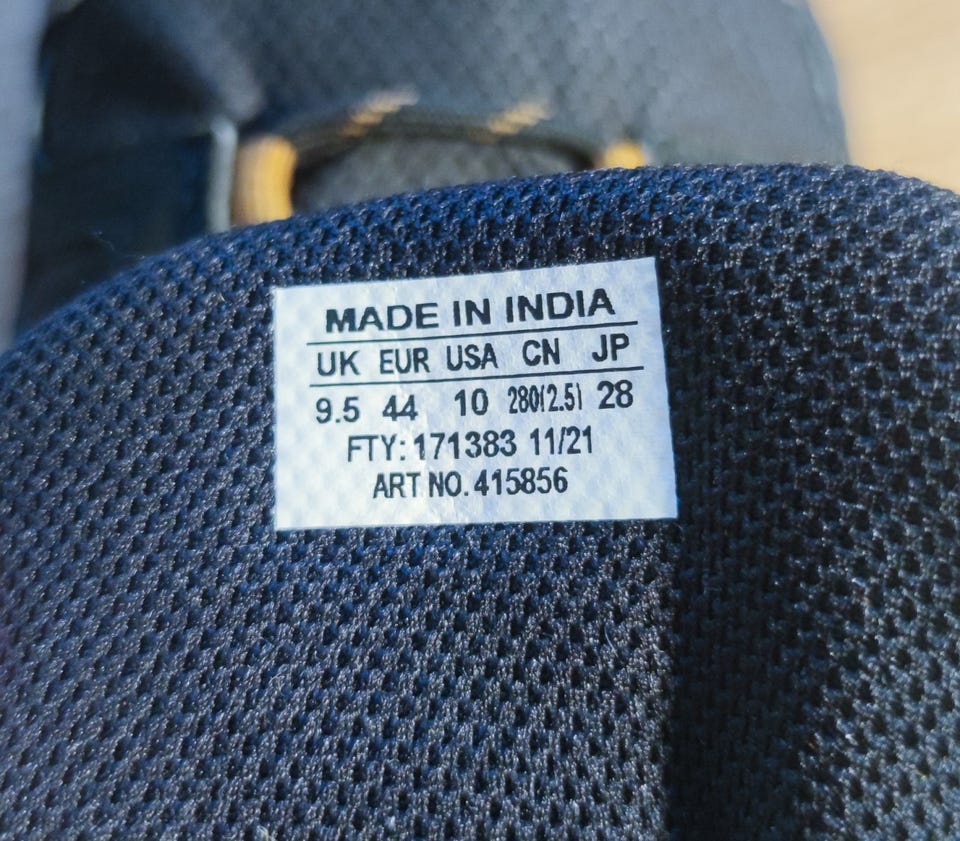 MADE IN INDIA
UK EUR USA CN JP
9.5 44 10 280(2.5) 28
FTY: 171383 11/21
ART NO. 415856